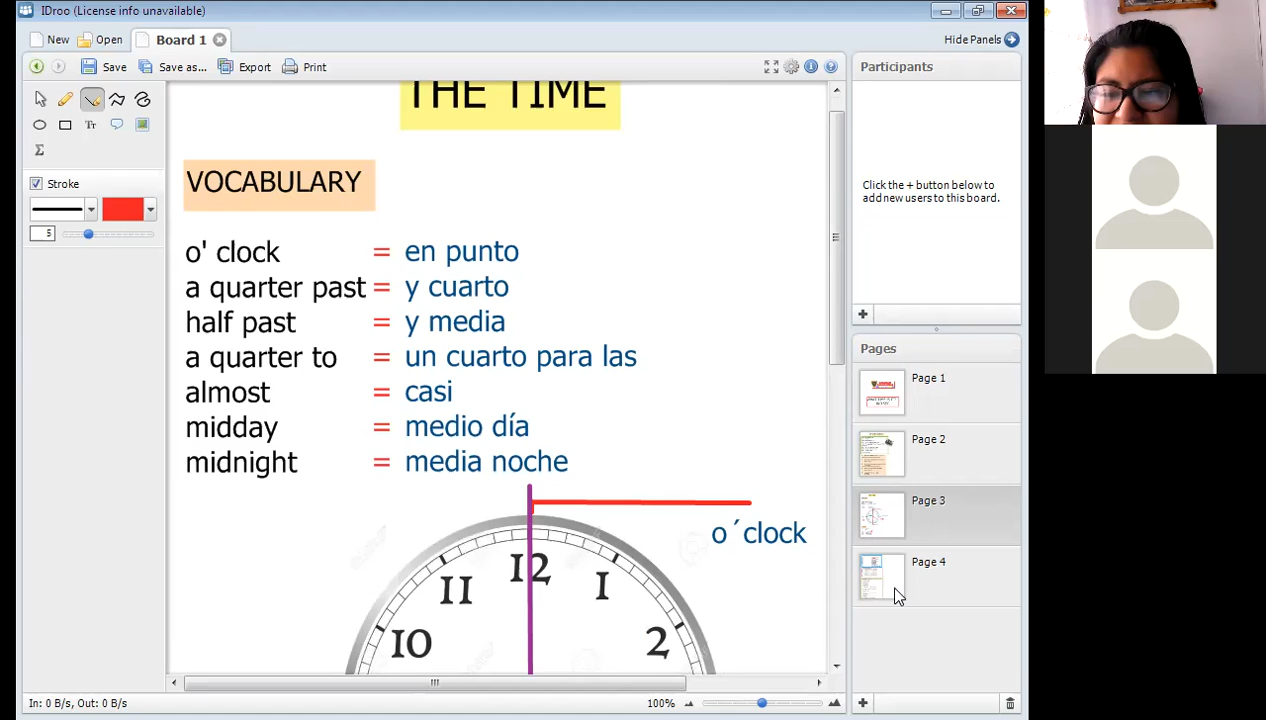 IDroo (License info unavailable)
New
Open
Board 1
Hide Panels
Save
Save as...
Export
Print
Participants
Click the + button below to
add new users to this board.
Stroke
5
THE TIME
VOCABULARY
o' clock = en punto
a quarter past = y cuarto
half past = y media
a quarter to = un cuarto para las
almost = casi
midday = medio día
midnight = media noche
o´clock
12
11
1
10
2
Pages
Page 1
Page 2
Page 3
Page 4
In: 0 B/s, Out: 0 B/s
100%